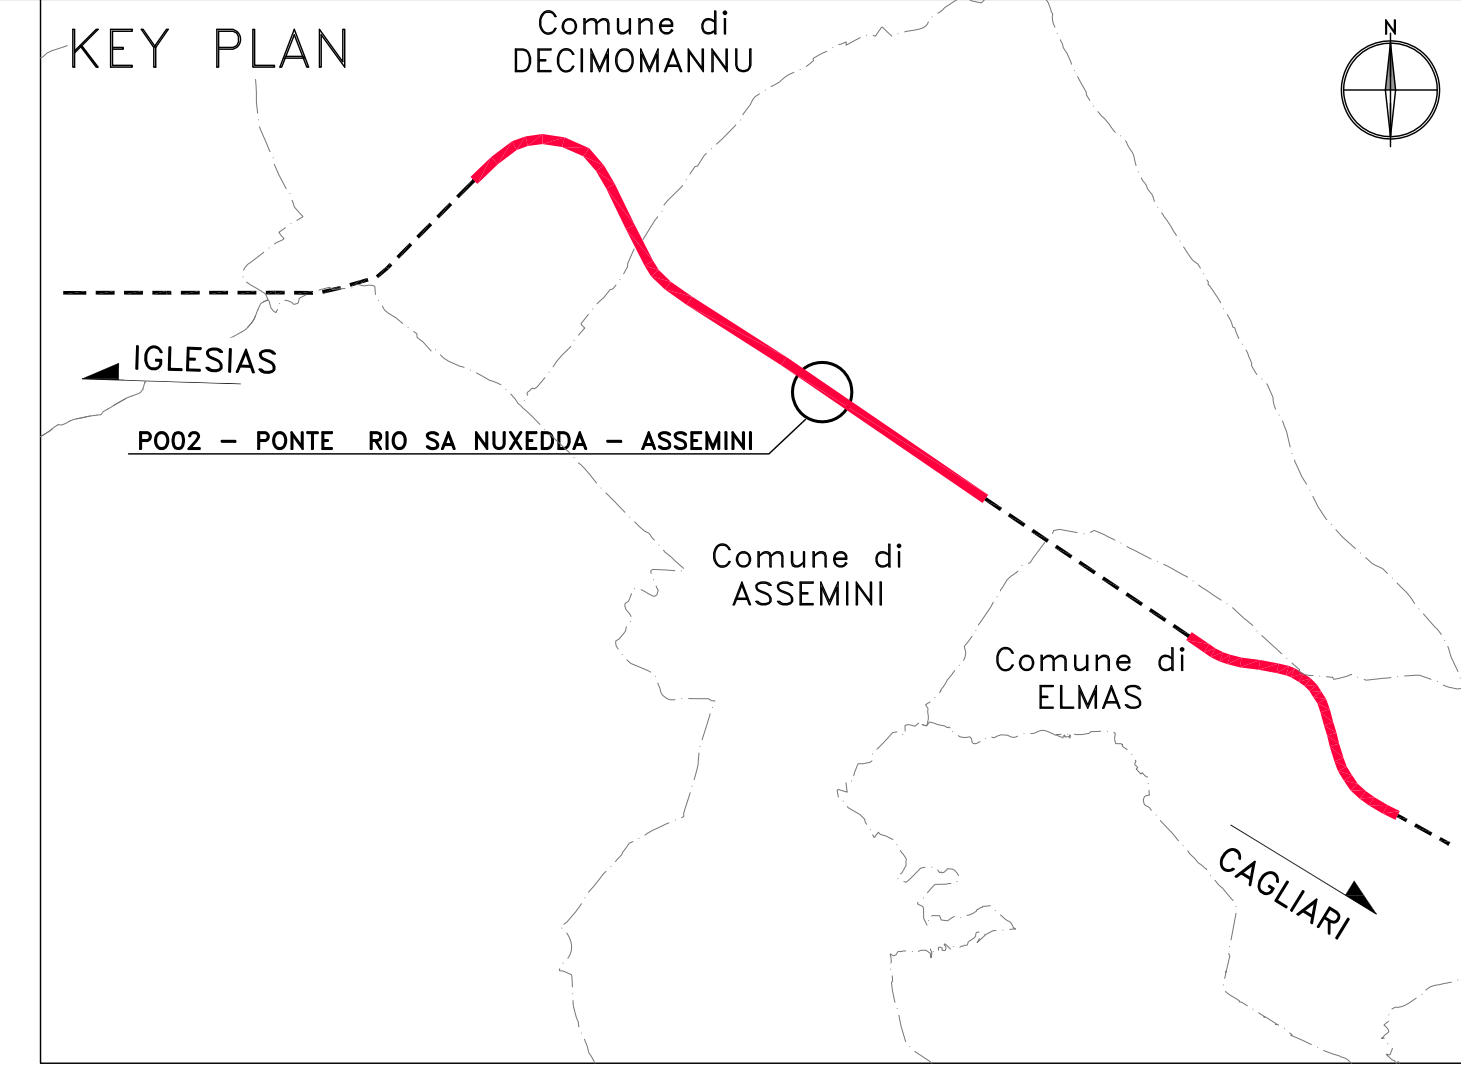 KEY PLAN
Comune di
DECIMOMANNU
N
IGLESIAS
PO02 – PONTE RIO SA NUXEDDA – ASSEMINI
Comune di
ASSEMINI
Comune di
ELMAS
CAGLIARI